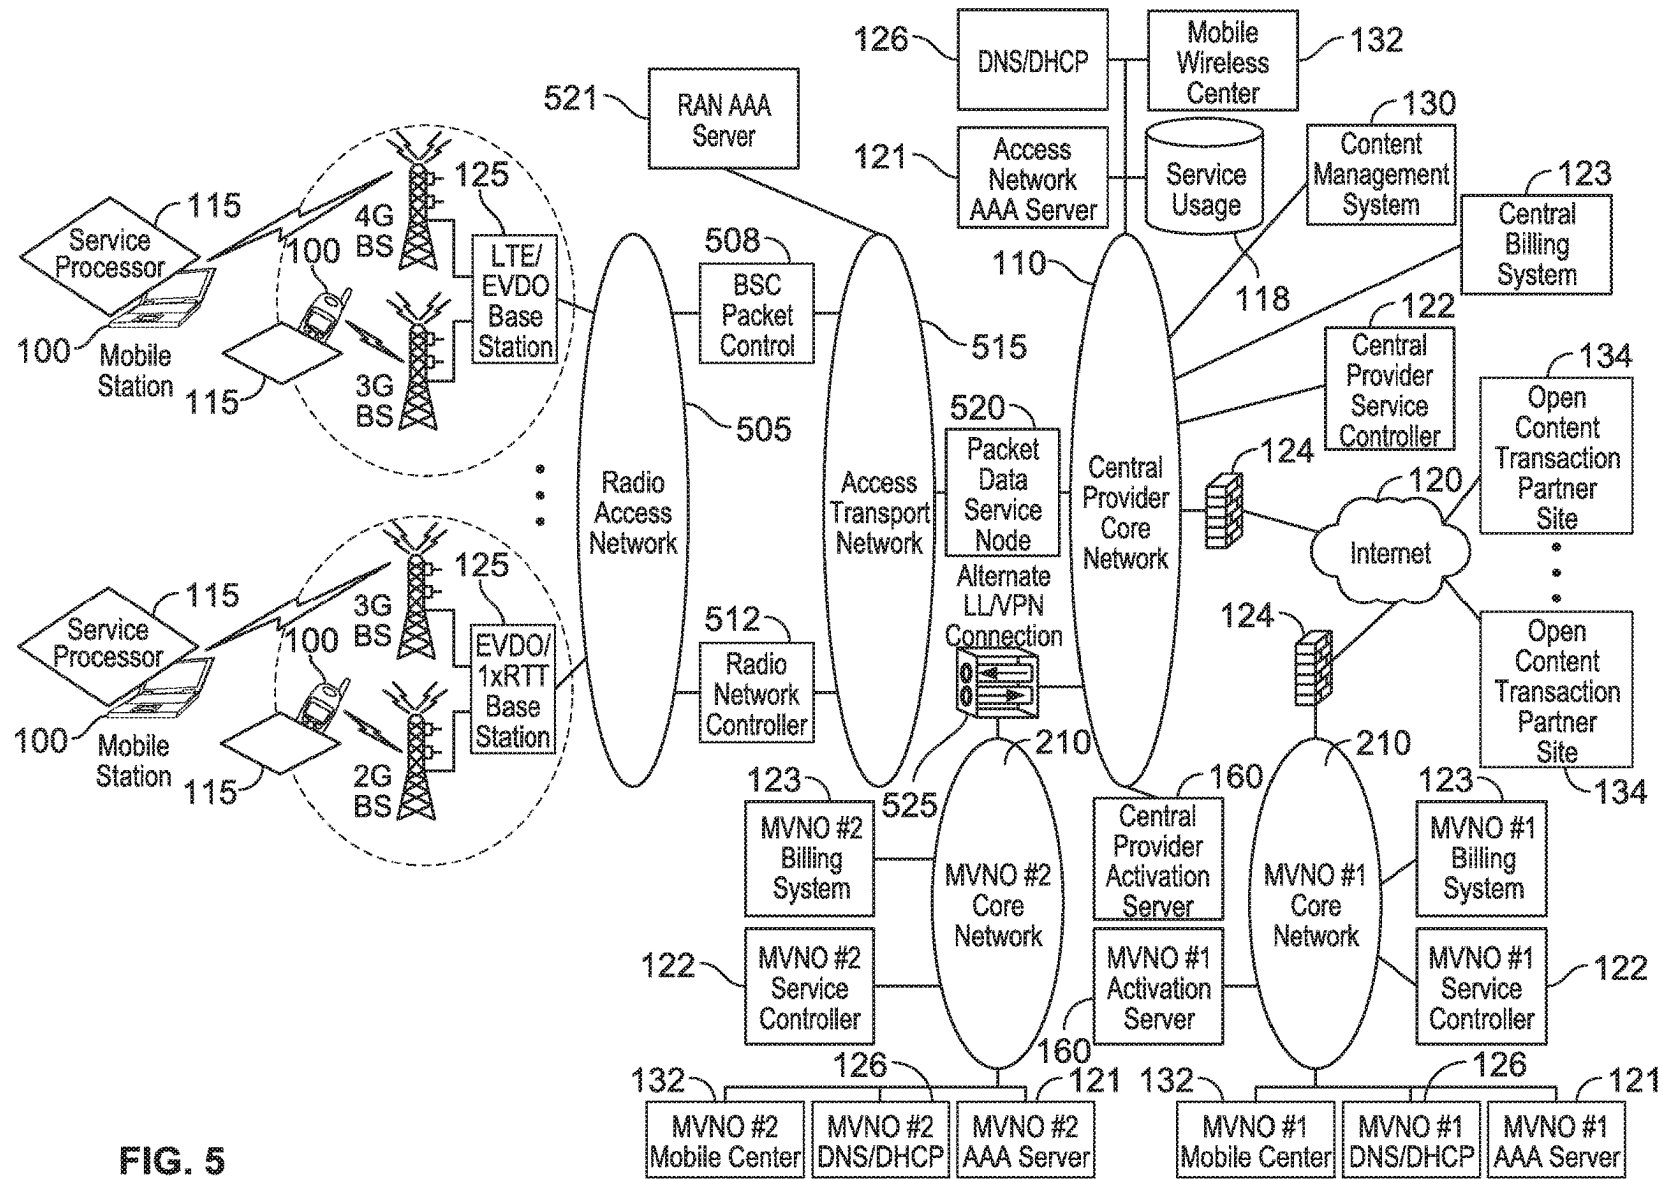 126
DNS/DHCP
Mobile
Wireless
Center
132
521
RAN AAA
Server
121
Access
Network
AAA Server
Service
Usage
118
130
Content
Management
System
123
Central
Billing
System
115
Service
Processor
100
Mobile
Station
4G
BS
100
115
3G
BS
125
LTE/
EVDO
Base
Station
508
BSC
Packet
Control
505
515
110
122
Central
Provider
Service
Controller
134
Open
Content
Transaction
Partner
Site
520
Packet
Data
Service
Node
Radio
Access
Network
Access
Transport
Network
Central
Provider
Core
Network
124
120
Internet
115
Service
Processor
100
Mobile
Station
3G
BS
100
115
2G
BS
125
EVDO/
1xRTT
Base
Station
512
Radio
Network
Controller
Alternate
LL/VPN
Connection
525
124
Open
Content
Transaction
Partner
Site
134
210
210
123
MVNO #2
Billing
System
MVNO #2
Core
Network
160
Central
Provider
Activation
Server
MVNO #1
Core
Network
123
MVNO #1
Billing
System
122
MVNO #2
Service
Controller
MVNO #1
Activation
Server
160
MVNO #1
Service
Controller
122
132
MVNO #2
Mobile Center
126
MVNO #2
DNS/DHCP
121
MVNO #2
AAA Server
132
MVNO #1
Mobile Center
126
MVNO #1
DNS/DHCP
121
MVNO #1
AAA Server
FIG. 5